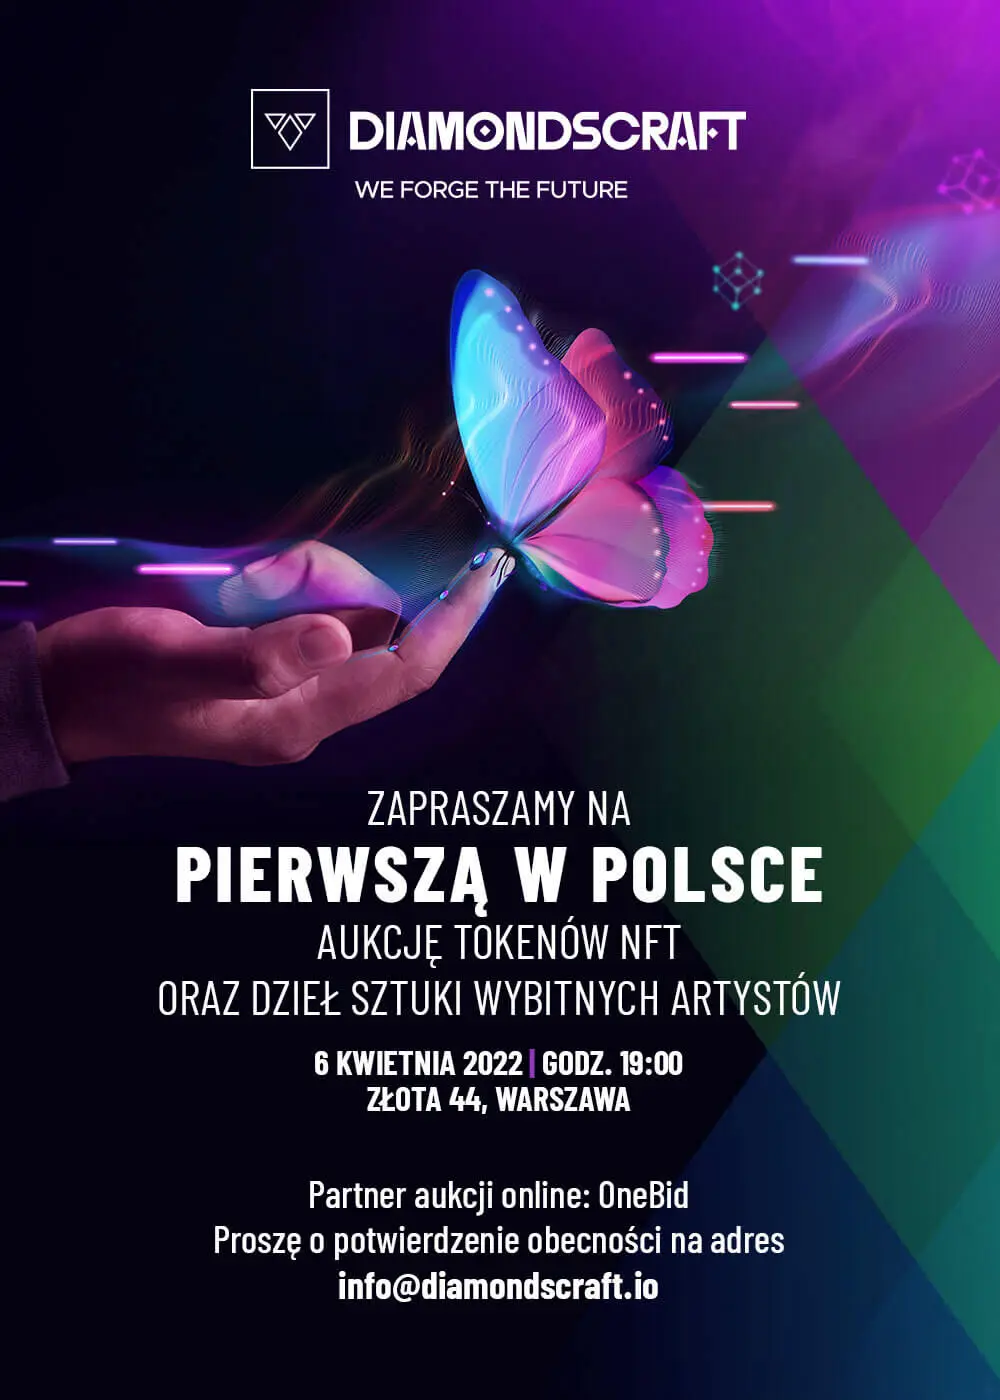 DIAMONDSCRAFT
WE FORGE THE FUTURE
ZAPRASZAMY NA
PIERWSZĄ W POLSCE
AUKCJĘ TOKENÓW NFT
ORAZ DZIEŁ SZTUKI WYBITNYCH ARTYSTÓW
6 KWIETNIA 2022 | GODZ. 19:00
ZŁOTA 44, WARSZAWA
Partner aukcji online: OneBid
Proszę o potwierdzenie obecności na adres
info@diamondscraft.io